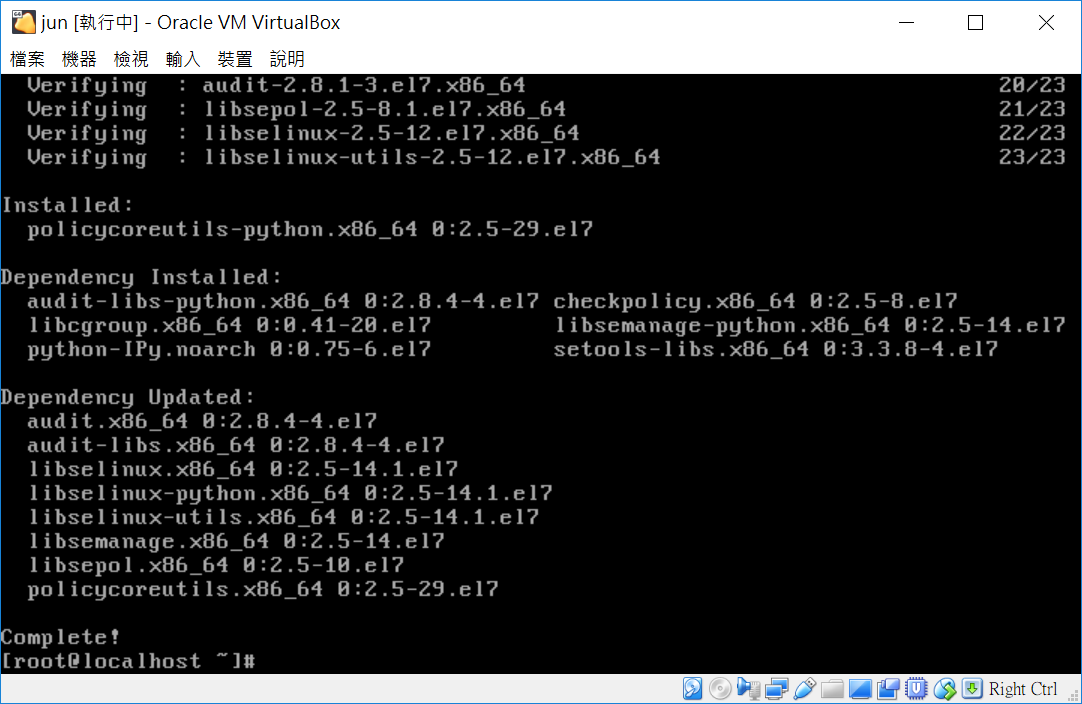 jun [執行中] - Oracle VM VirtualBox
檔案 機器 檢視 輸入 裝置 說明
Verifying : audit-2.8.1-3.el7.x86_64 20/23
Verifying : libsepol-2.5-8.1.el7.x86_64 21/23
Verifying : libselinux-2.5-12.el7.x86_64 22/23
Verifying : libselinux-utils-2.5-12.el7.x86_64 23/23
Installed:
policycoreutils-python.x86_64 0:2.5-29.el7
Dependency Installed:
audit-libs-python.x86_64 0:2.8.4-4.el7 checkpolicy.x86_64 0:2.5-8.el7
libcgroup.x86_64 0:0.41-20.el7 libsemanage-python.x86_64 0:2.5-14.el7
python-IPy.noarch 0:0.75-6.el7 setools-libs.x86_64 0:3.3.8-4.el7
Dependency Updated:
audit.x86_64 0:2.8.4-4.el7
audit-libs.x86_64 0:2.8.4-4.el7
libselinux.x86_64 0:2.5-14.1.el7
libselinux-python.x86_64 0:2.5-14.1.el7
libselinux-utils.x86_64 0:2.5-14.1.el7
libsemanage.x86_64 0:2.5-14.el7
libsepol.x86_64 0:2.5-10.el7
policycoreutils.x86_64 0:2.5-29.el7
Complete!
[root@localhost ~]#
Right Ctrl